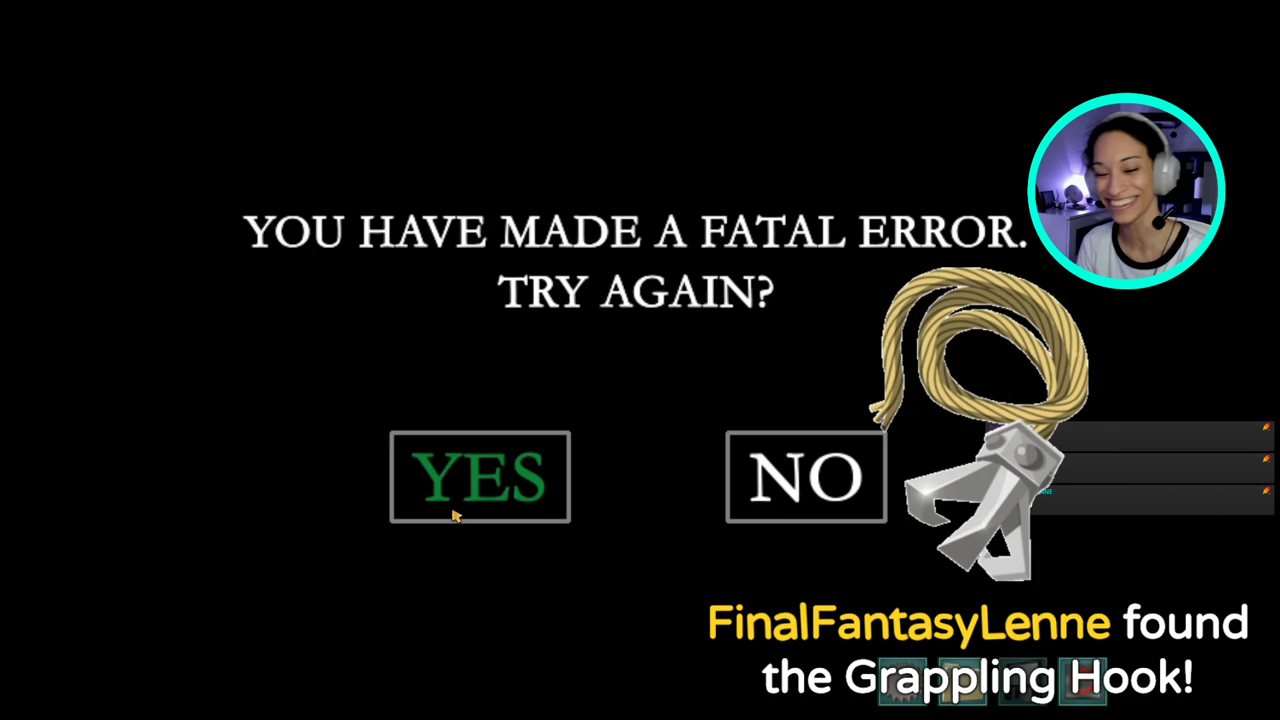 YOU HAVE MADE A FATAL ERROR.
TRY AGAIN?
YES
NO
FinalFantasyLenne found
the Grappling Hook!